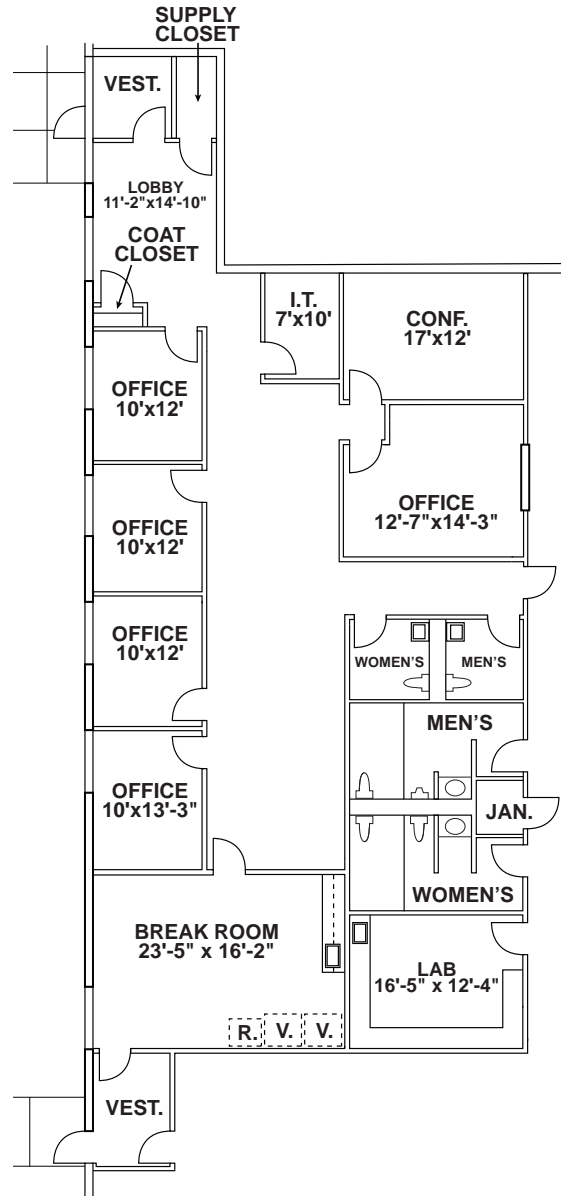 SUPPLY
CLOSET
VEST.
LOBBY
11'-2"x14'-10"
COAT
CLOSET
I.T.
7'x10'
CONF.
17'x12'
OFFICE
10'x12'
OFFICE
12'-7"x14'-3"
OFFICE
10'x12'
OFFICE
10'x12'
WOMEN'S
MEN'S
MEN'S
OFFICE
10'x13'-3"
JAN.
WOMEN'S
BREAK ROOM
23'-5" x 16'-2"
LAB
16'-5" x 12'-4"
R.
V.
V.
VEST.